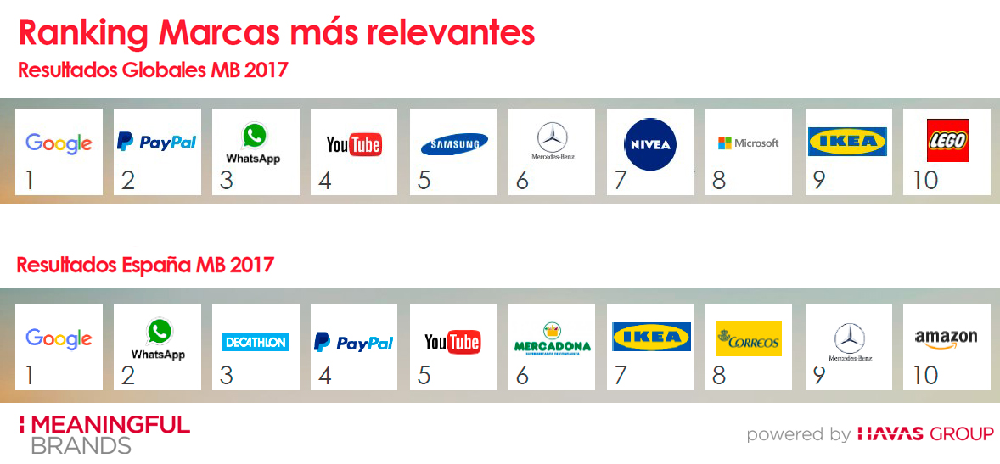 Ranking Marcas más relevantes
Resultados Globales MB 2017
Google PayPal WhatsApp YouTube SAMSUNG Mercedes-Benz NIVEA Microsoft IKEA LEGO
1 2 3 4 5 6 7 8 9 10
Resultados España MB 2017
Google WhatsApp DECATHLON PayPal YouTube MERCADONA IKEA CORREOS Mercedes-Benz amazon
SUPERMERCADOS DE CONFIANZA
1 2 3 4 5 6 7 8 9 10
MEANINGFUL
BRANDS
powered by HAVAS GROUP